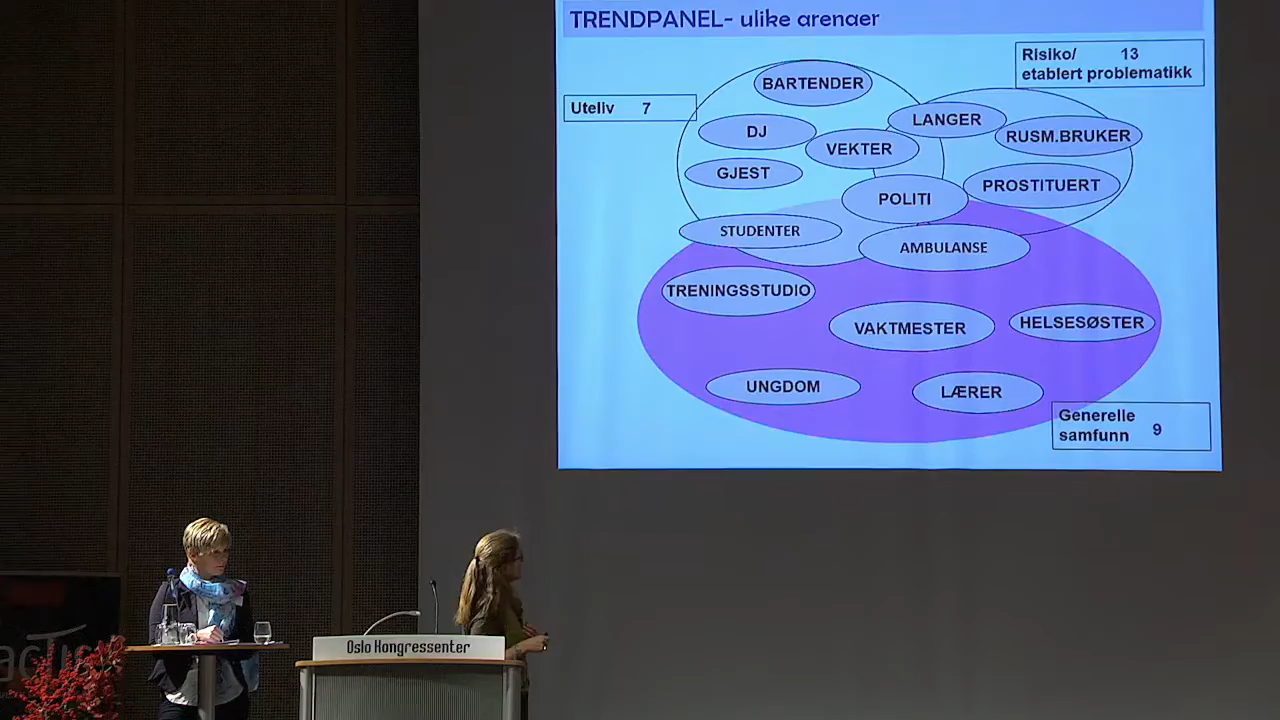 TRENDPANEL- ulike arenaer
Risiko/ 13
etablert problematikk
Uteliv 7
BARTENDER
LANGER
DJ
RUSM.BRUKER
VEKTER
GJEST
PROSTITUERT
POLITI
STUDENTER
AMBULANSE
TRENINGSSTUDIO
VAKTMESTER
HELSESØSTER
UNGDOM
LÆRER
Generelle
samfunn 9
Oslo Kongressenter